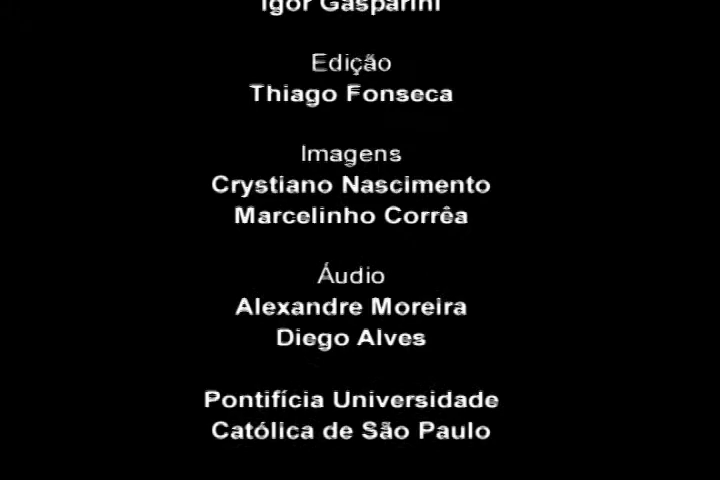 Igor Gasparini
Edição
Thiago Fonseca
Imagens
Crystiano Nascimento
Marcelinho Corrêa
Áudio
Alexandre Moreira
Diego Alves
Pontifícia Universidade
Católica de São Paulo